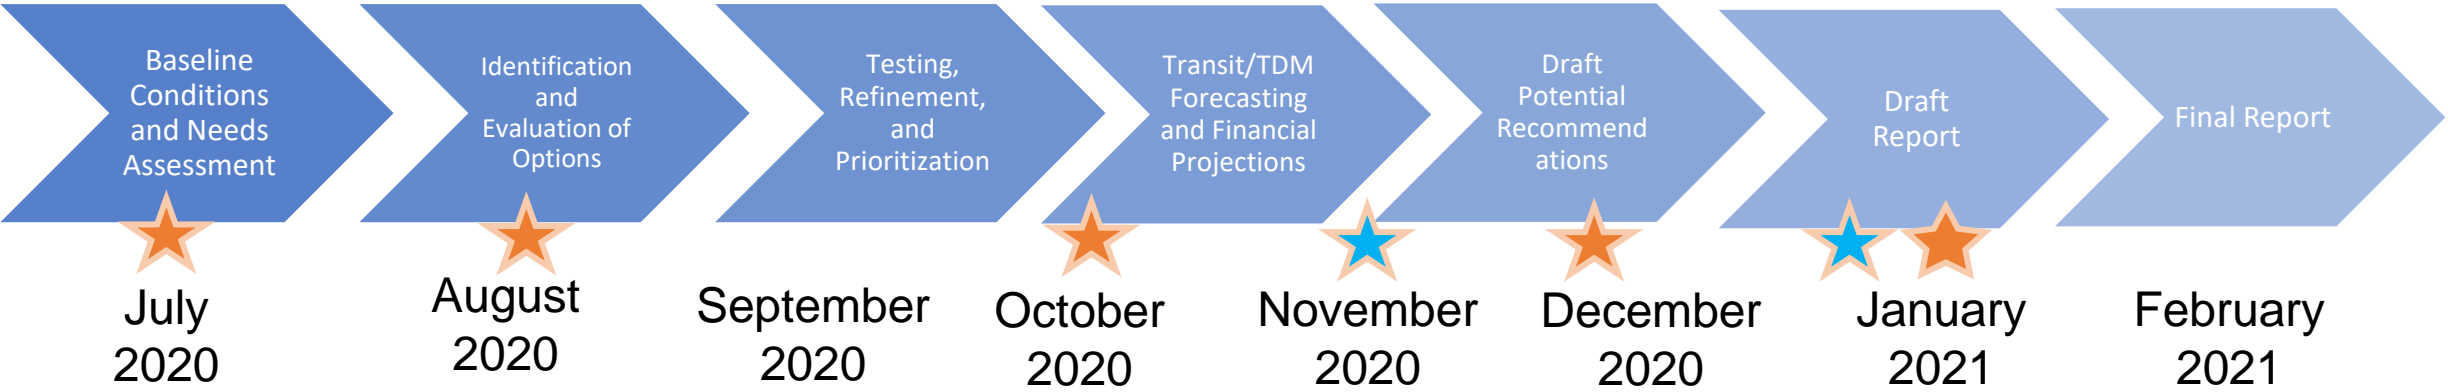 Baseline
Conditions
and Needs
Assessment
Identification
and
Evaluation of
Options
Testing,
Refinement,
and
Prioritization
Transit/TDM
Forecasting
and Financial
Projections
Draft
Potential
Recommend
ations
Draft
Report
Final Report
July
2020
August
2020
September
2020
October
2020
November
2020
December
2020
January
2021
February
2021